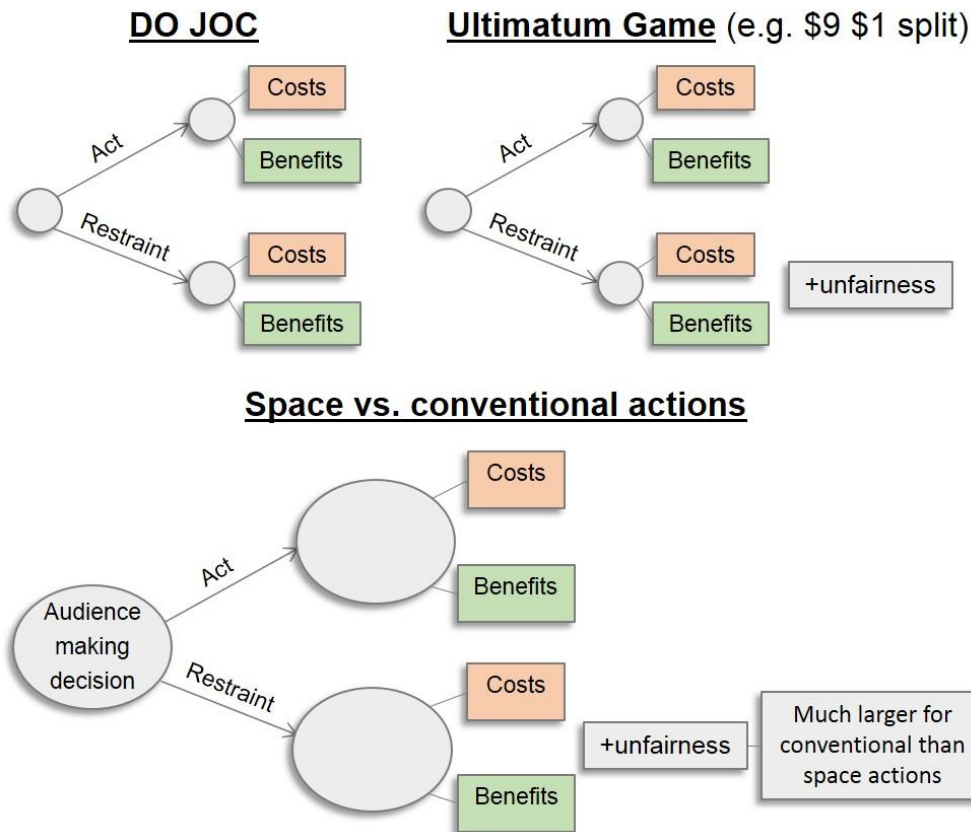 DO JOC
Act
Costs
Benefits
Restraint
Costs
Benefits
Ultimatum Game (e.g. $9 $1 split)
Act
Costs
Benefits
Restraint
Costs
Benefits
+unfairness
Space vs. conventional actions
Audience
making
decision
Act
Costs
Benefits
Restraint
Costs
Benefits
+unfairness
Much larger for
conventional than
space actions